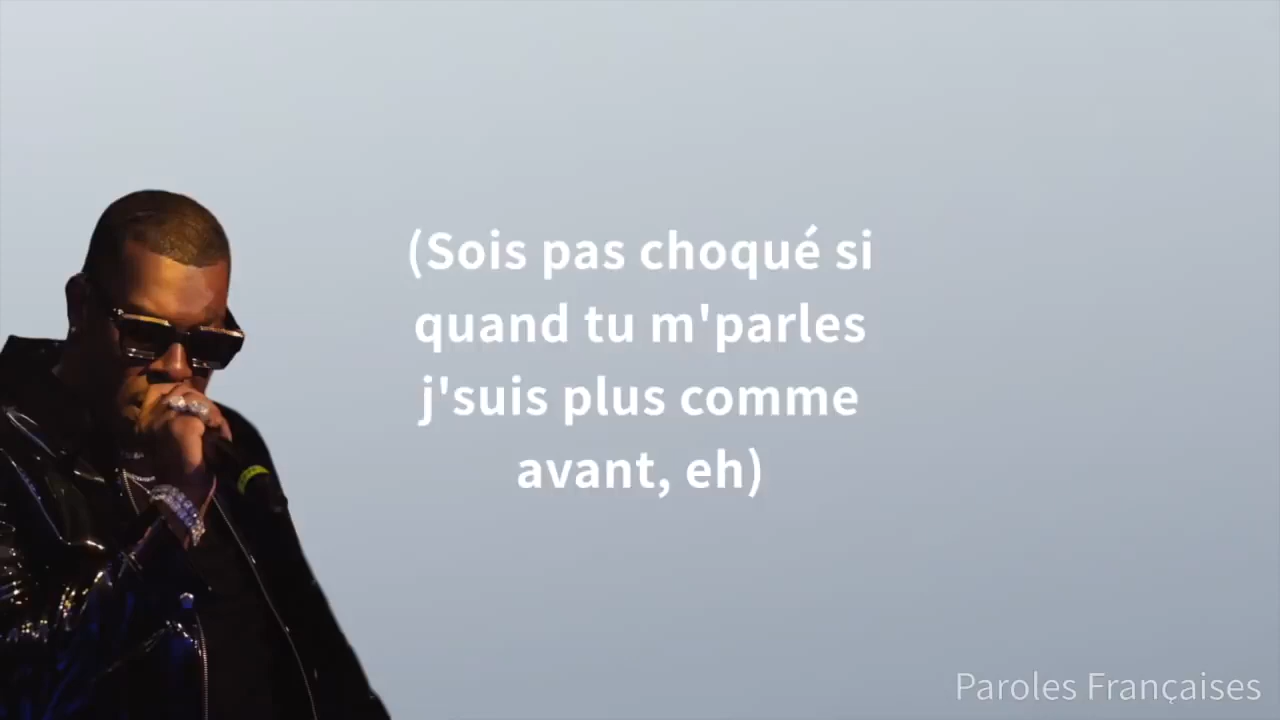 (Sois pas choqué si
quand tu m'parles
j'suis plus comme
avant, eh)
Paroles Françaises